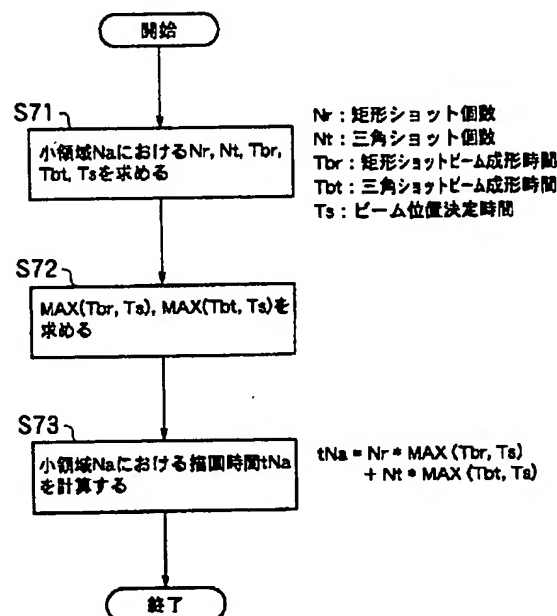 開始
S71
小領域NaにおけるNr, Nt, Tbr,
Tbt, Tsを求める
Nr：矩形ショット個数
Nt：三角ショット個数
Tbr：矩形ショットビーム成形時間
Tbt：三角ショットビーム成形時間
Ts：ビーム位置決定時間
S72
MAX(Tbr, Ts), MAX(Tbt, Ts)を
求める
S73
小領域Naにおける描画時間tNa
を計算する
tNa = Nr * MAX (Tbr, Ts)
+ Nt * MAX (Tbt, Ts)
終了